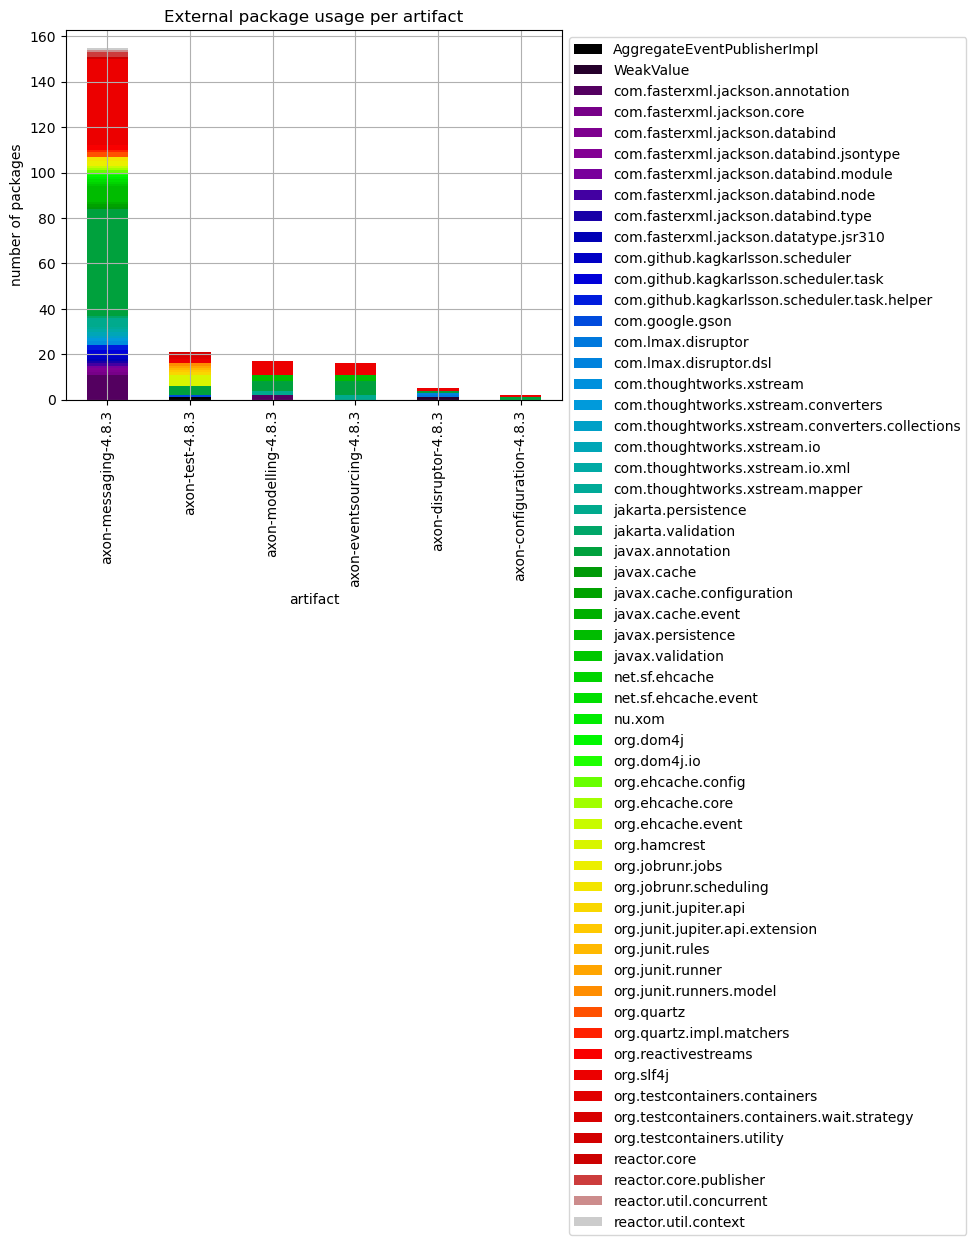 External package usage per artifact
number of packages
160
140
120
100
80
60
40
20
0
axon-messaging-4.8.3
axon-test-4.8.3
axon-modelling-4.8.3
axon-eventsourcing-4.8.3
axon-disruptor-4.8.3
axon-configuration-4.8.3
artifact
AggregateEventPublisherImpl
WeakValue
com.fasterxml.jackson.annotation
com.fasterxml.jackson.core
com.fasterxml.jackson.databind
com.fasterxml.jackson.databind.jsontype
com.fasterxml.jackson.databind.module
com.fasterxml.jackson.databind.node
com.fasterxml.jackson.databind.type
com.fasterxml.jackson.datatype.jsr310
com.github.kagkarlsson.scheduler
com.github.kagkarlsson.scheduler.task
com.github.kagkarlsson.scheduler.task.helper
com.google.gson
com.lmax.disruptor
com.lmax.disruptor.dsl
com.thoughtworks.xstream
com.thoughtworks.xstream.converters
com.thoughtworks.xstream.converters.collections
com.thoughtworks.xstream.io
com.thoughtworks.xstream.io.xml
com.thoughtworks.xstream.mapper
jakarta.persistence
jakarta.validation
javax.annotation
javax.cache
javax.cache.configuration
javax.cache.event
javax.persistence
javax.validation
net.sf.ehcache
net.sf.ehcache.event
nu.xom
org.dom4j
org.dom4j.io
org.ehcache.config
org.ehcache.core
org.ehcache.event
org.hamcrest
org.jobrunr.jobs
org.jobrunr.scheduling
org.junit.jupiter.api
org.junit.jupiter.api.extension
org.junit.rules
org.junit.runner
org.junit.runners.model
org.quartz
org.quartz.impl.matchers
org.reactivestreams
org.slf4j
org.testcontainers.containers
org.testcontainers.containers.wait.strategy
org.testcontainers.utility
reactor.core
reactor.core.publisher
reactor.util.concurrent
reactor.util.context